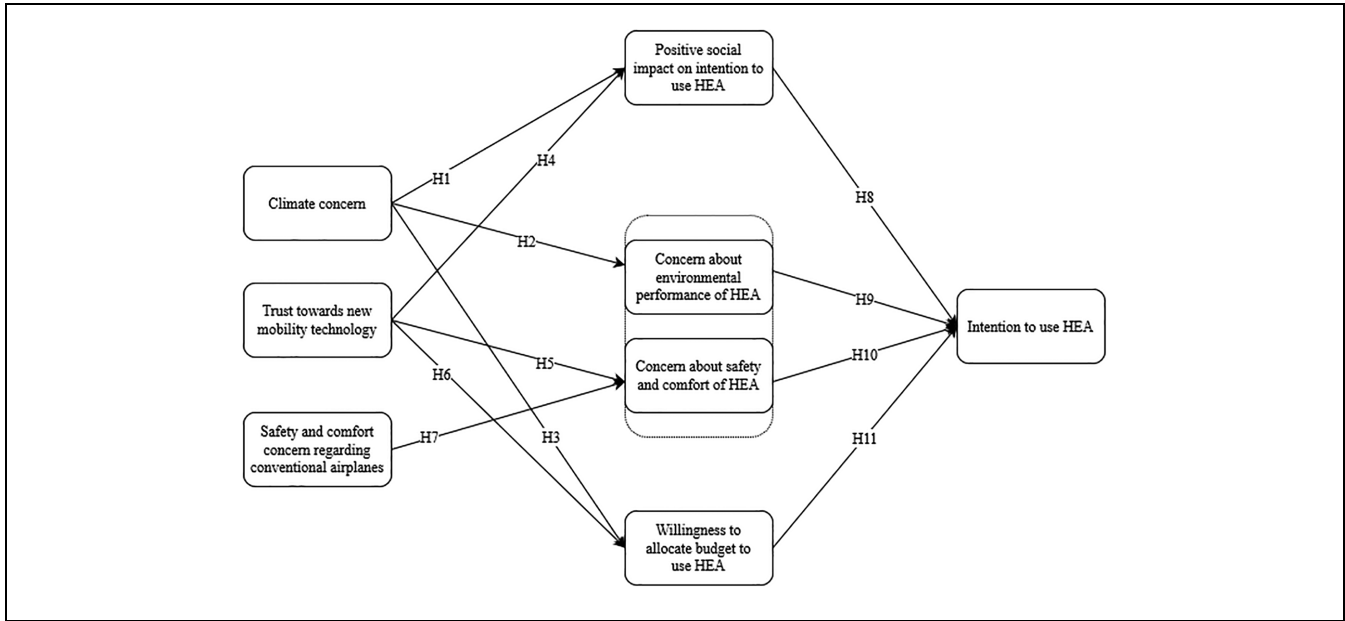 Positive social
impact on intention to
use HEA
H1
H4
Climate concern
H8
H2
Concern about
environmental
performance of HEA
Trust towards new
mobility technology
H9
Intention to use HEA
H5
H6
Concern about safety
and comfort of HEA
H10
Safety and comfort
concern regarding
conventional airplanes
H7
H3
H11
Willingness to
allocate budget to
use HEA